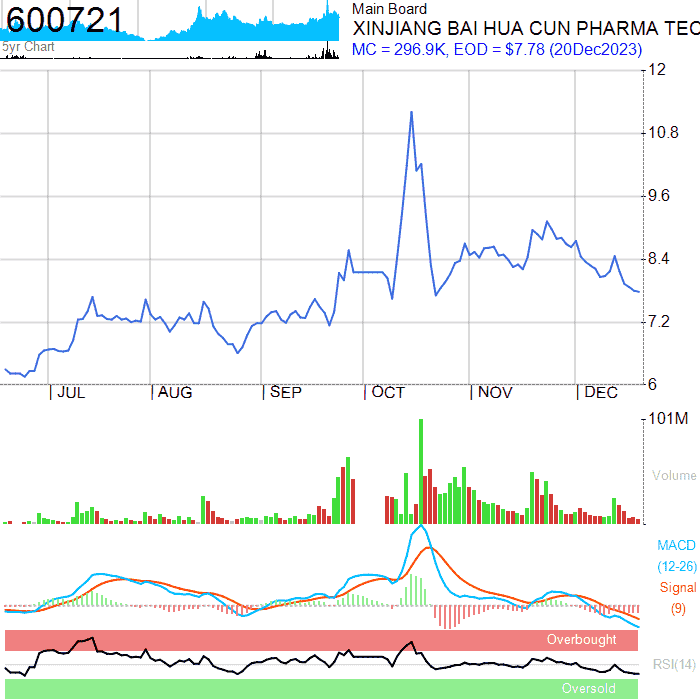 600721
5yr Chart
Main Board
XINJIANG BAI HUA CUN PHARMA TEC
MC = 296.9K, EOD = $7.78 (20Dec2023)
12
10.8
9.6
8.4
7.2
6
JUL AUG SEP OCT NOV DEC
101M
Volume
MACD
(12-26)
Signal
(9)
Overbought
RSI(14)
Oversold